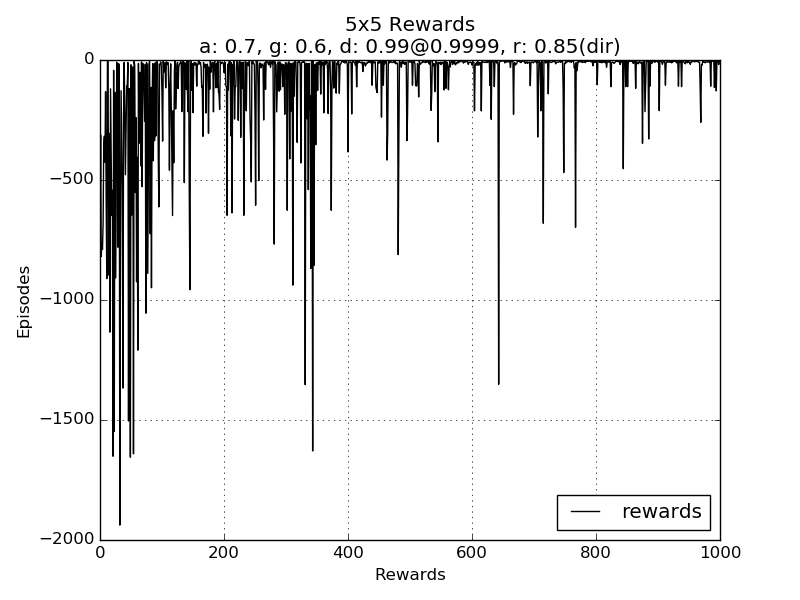 5x5 Rewards
a: 0.7, g: 0.6, d: 0.99@0.9999, r: 0.85(dir)
0
−500
−1000
−1500
−2000
Episodes
rewards
0 200 400 600 800 1000
Rewards